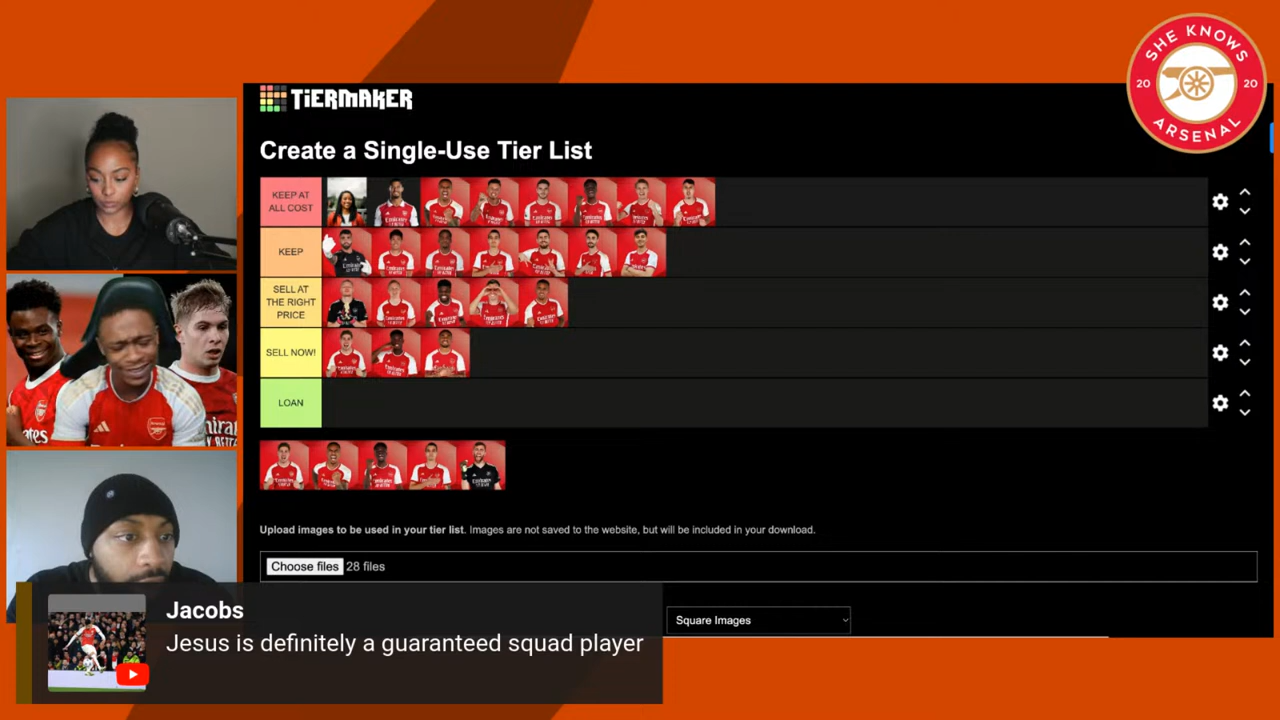 SHE KNOWS
20 20
ARSENAL
TiERMAKER
Create a Single-Use Tier List
KEEP AT
ALL COST
KEEP
SELL AT
THE RIGHT
PRICE
SELL NOW!
LOAN
Upload images to be used in your tier list. Images are not saved to the website, but will be included in your download.
Choose files 28 files
Square Images
Jacobs
Jesus is definitely a guaranteed squad player